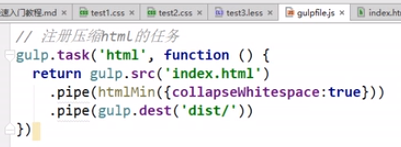 速入门教程.md test1.css test2.css test3.less gulpfile.js index.ht
// 注册压缩html的任务
gulp.task('html', function () {
  return gulp.src('index.html')
    .pipe(htmlMin({collapseWhitespace:true}))
    .pipe(gulp.dest('dist/'))
})